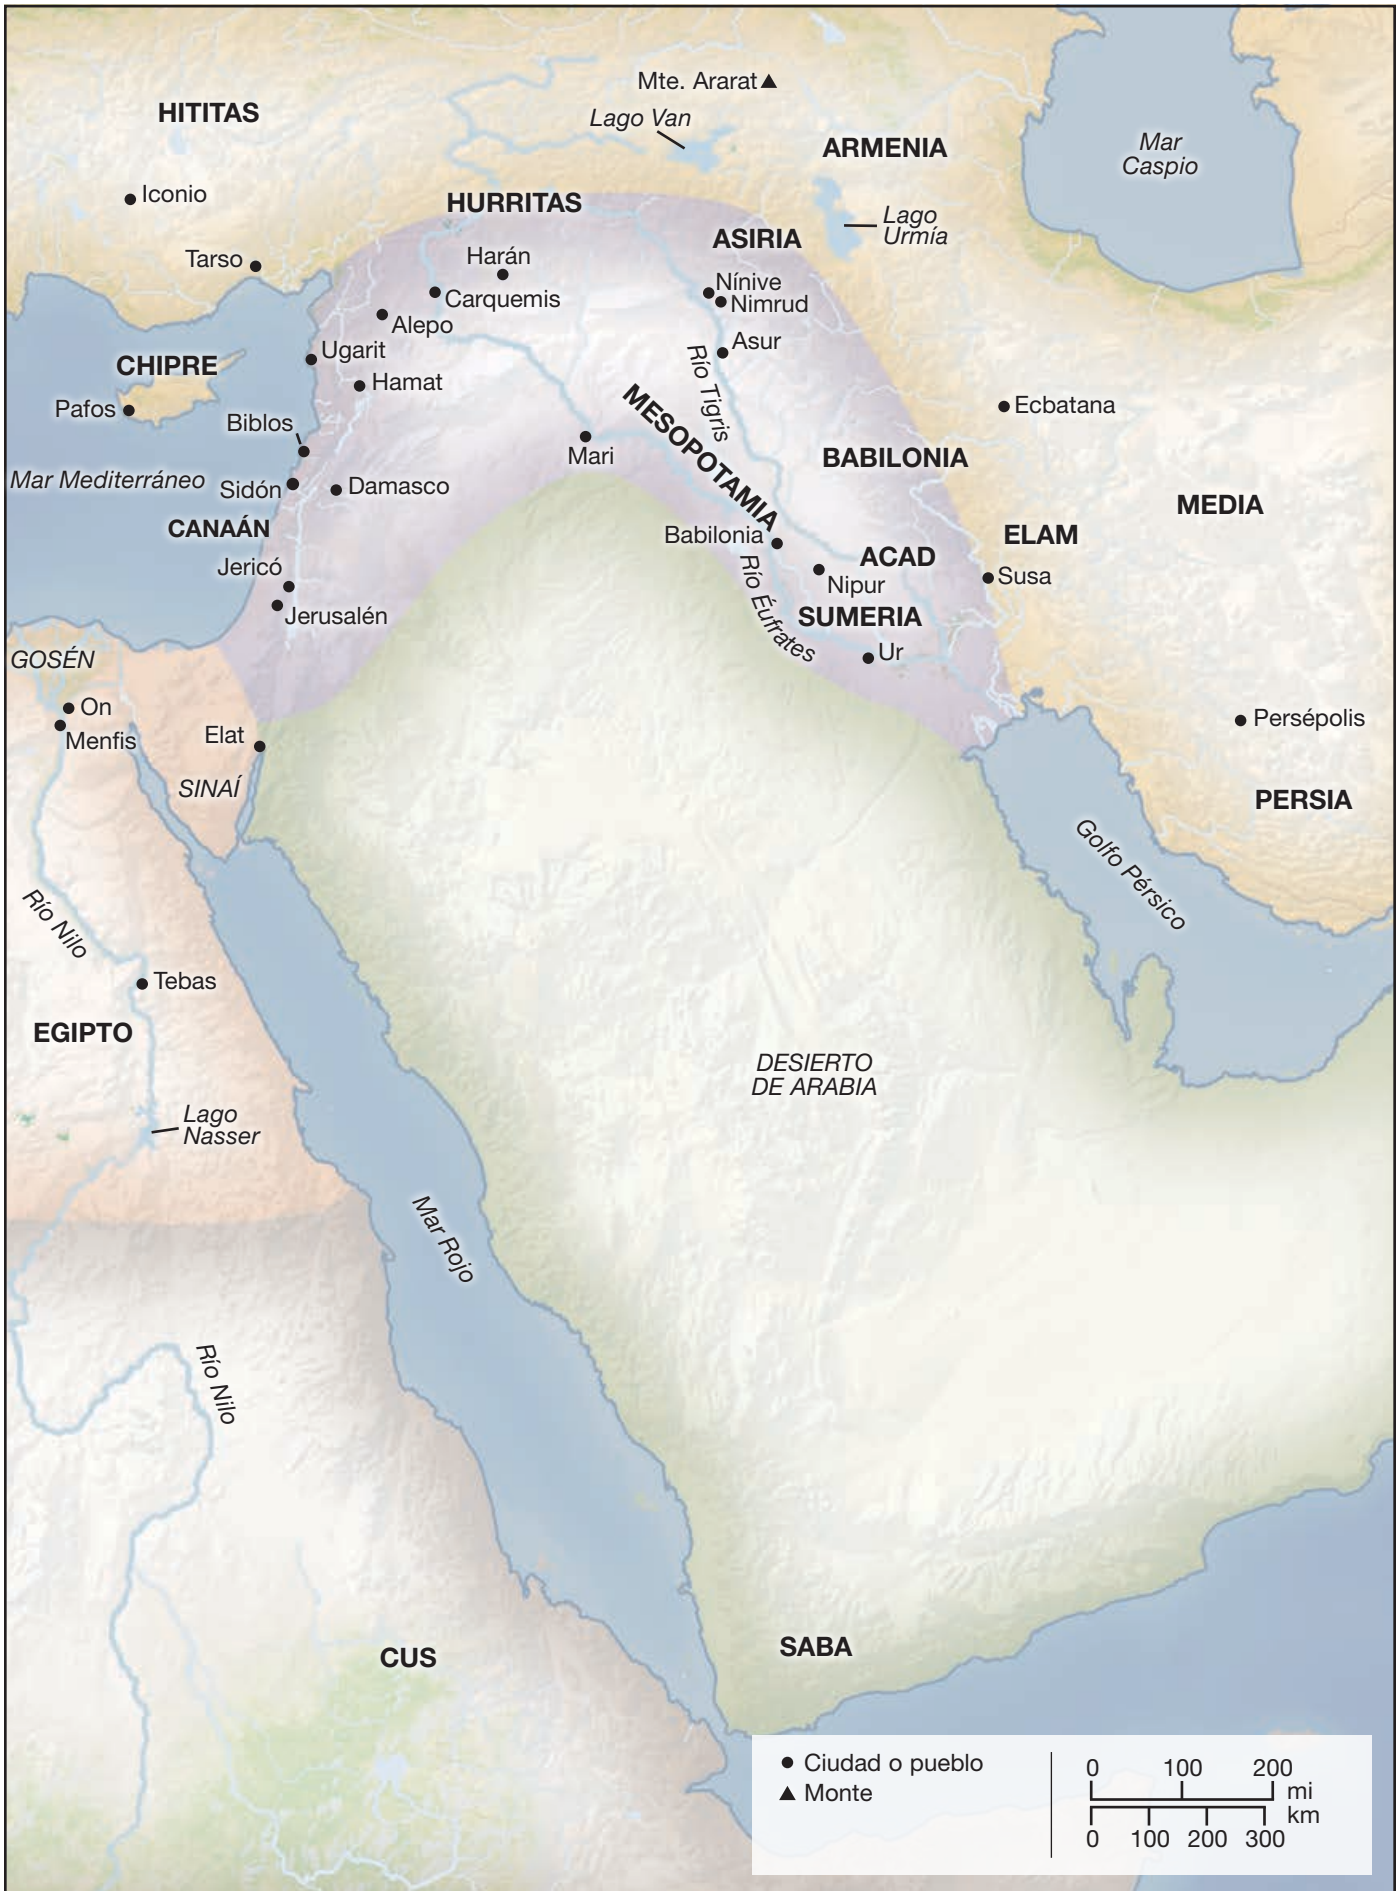 Mte. Ararat
HITITAS
Lago Van
ARMENIA
Mar
Caspio
Iconio
HURRITAS
Lago
Urmía
ASIRIA
Tarso
Harán
Nínive
Carquemis
Nimrud
Alepo
Asur
Ugarit
CHIPRE
Río Tigris
Hamat
Pafos
Ecbatana
Biblos
MESOPOTAMIA
Mari
BABILONIA
Mar Mediterráneo
Sidón
Damasco
MEDIA
CANAÁN
Babilonia
ELAM
ACAD
Jericó
Susa
Nipur
Río Éufrates
Jerusalén
SUMERIA
GOSÉN
Ur
On
Menfis
Elat
Persépolis
SINAÍ
PERSIA
Golfo Pérsico
Río Nilo
Tebas
EGIPTO
DESIERTO
DE ARABIA
Lago
Nasser
Mar Rojo
Río Nilo
CUS
SABA
Ciudad o pueblo
Monte
0 100 200
mi
km
0 100 200 300